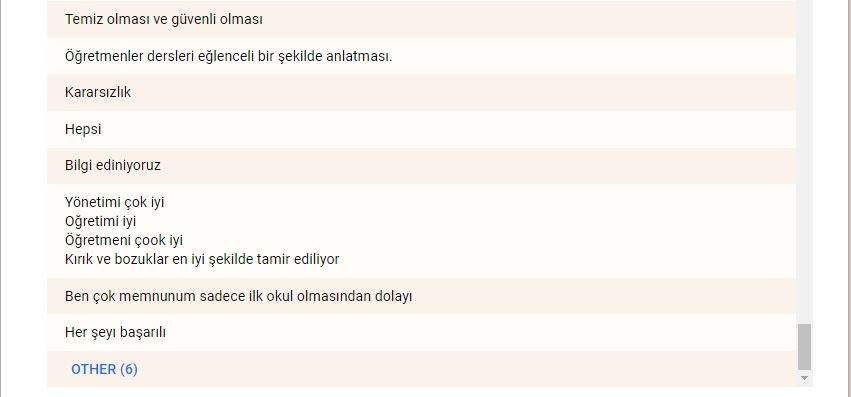 Temiz olması ve güvenli olması
Öğretmenler dersleri eğlenceli bir şekilde anlatması.
Kararsızlık
Hepsi
Bilgi ediniyoruz
Yönetimi çok iyi
Oğretimi iyi
Öğretmeni çook iyi
Kırık ve bozuklar en iyi şekilde tamir ediliyor
Ben çok memnunum sadece ilk okul olmasından dolayı
Her şeyı başarılı
OTHER (6)